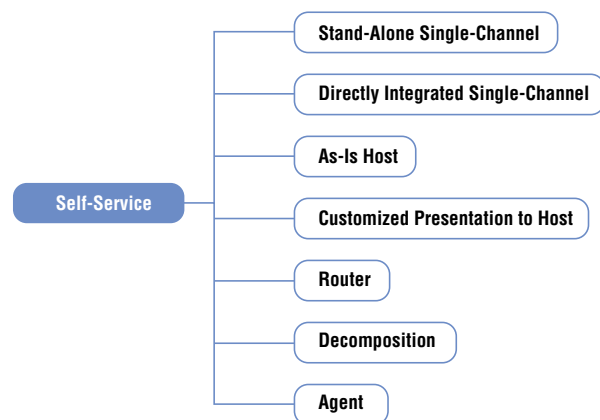 Stand-Alone Single-Channel
Directly Integrated Single-Channel
As-Is Host
Self-Service
Customized Presentation to Host
Router
Decomposition
Agent